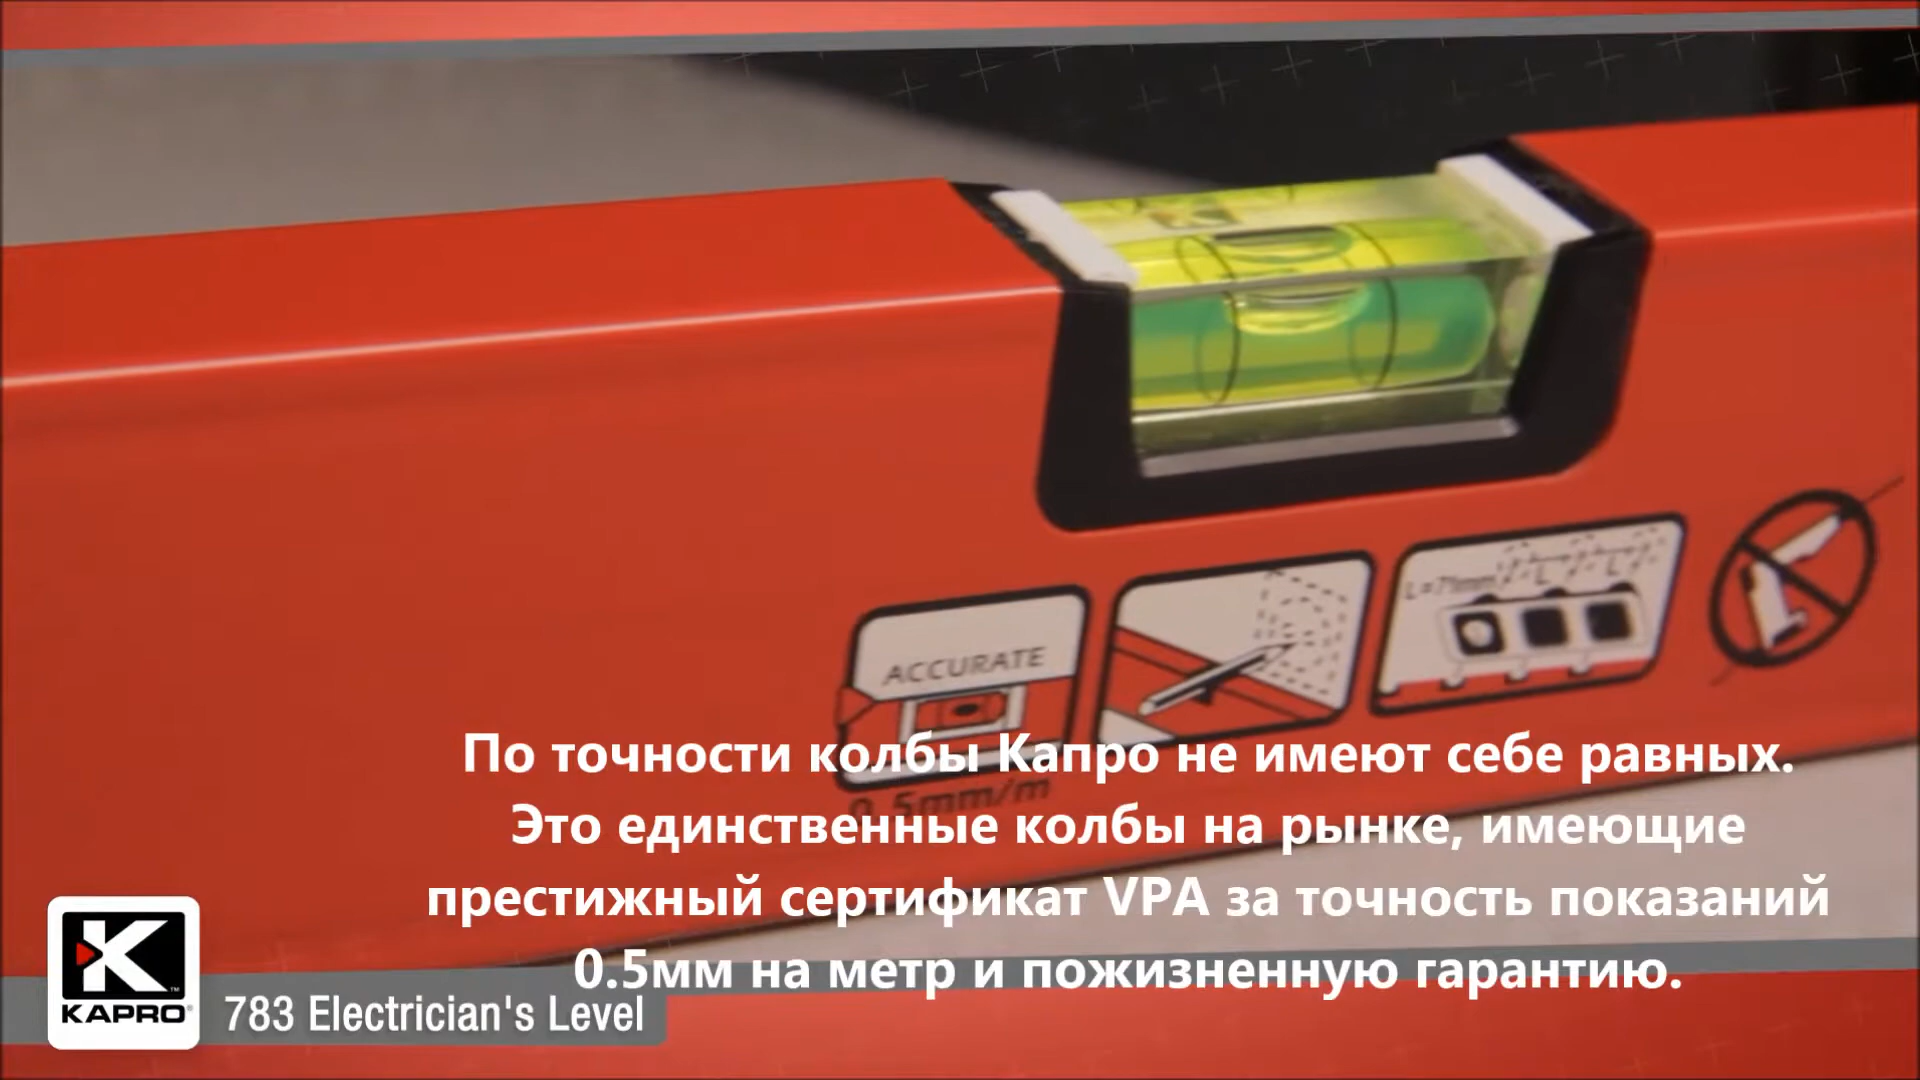 L=71mm
ACCURATE
0.5mm/m
По точности колбы Капро не имеют себе равных.
Это единственные колбы на рынке, имеющие
престижный сертификат VPA за точность показаний
0.5мм на метр и пожизненную гарантию.
K
KAPRO
783 Electrician's Level